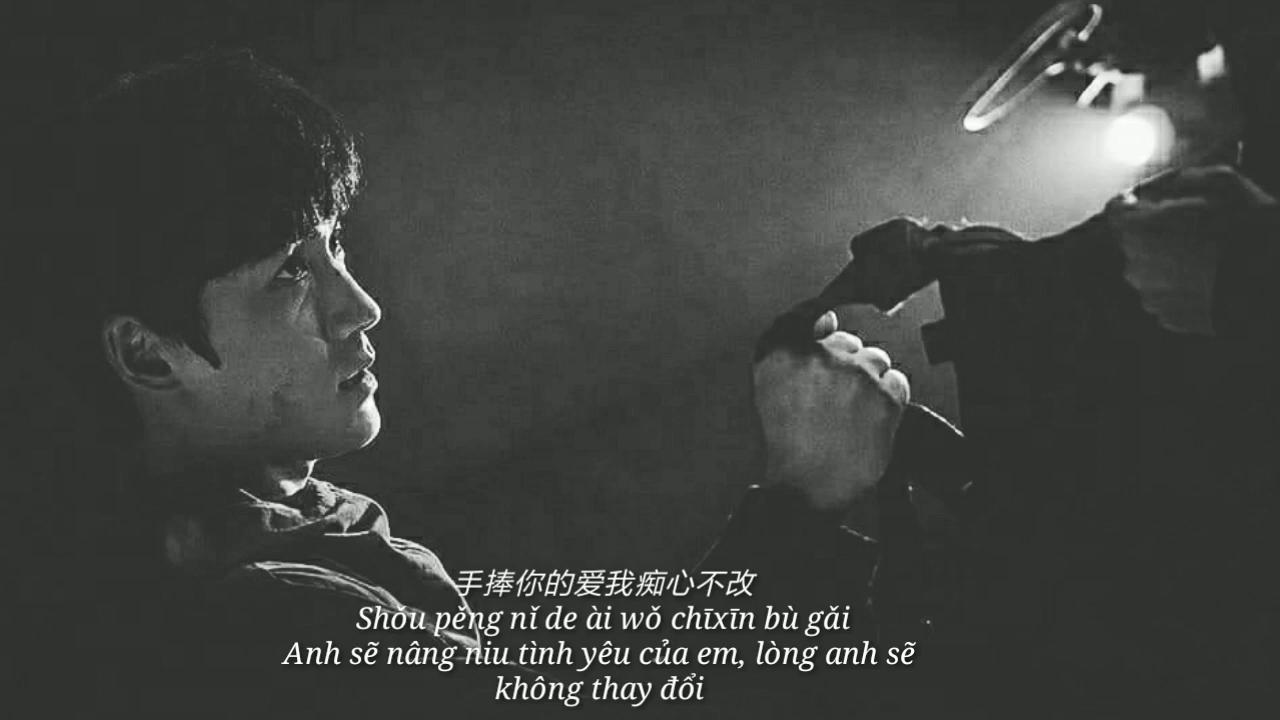 手捧你的爱我痴心不改
Shǒu pěng nǐ de ài wǒ chīxīn bù gǎi
Anh sẽ nâng niu tình yêu của em, lòng anh sẽ
không thay đổi